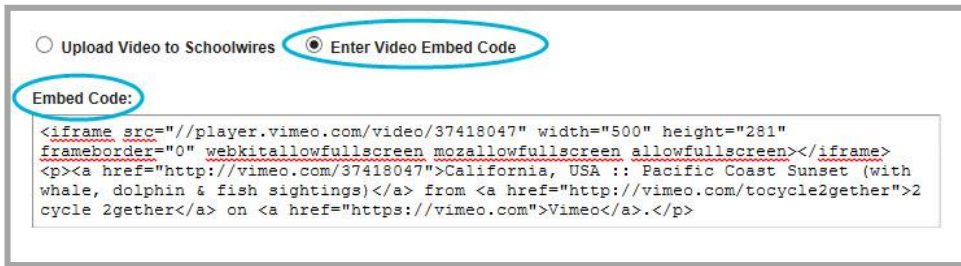 Upload Video to Schoolwires Enter Video Embed Code
Embed Code:
<iframe src="//player.vimeo.com/video/37418047" width="500" height="281"
frameborder="0" webkitallowfullscreen mozallowfullscreen allowfullscreen></iframe>
<p><a href="http://vimeo.com/37418047">California, USA :: Pacific Coast Sunset (with
whale, dolphin & fish sightings)</a> from <a href="http://vimeo.com/tocycle2gether">2
cycle 2gether</a> on <a href="https://vimeo.com">Vimeo</a>.</p>